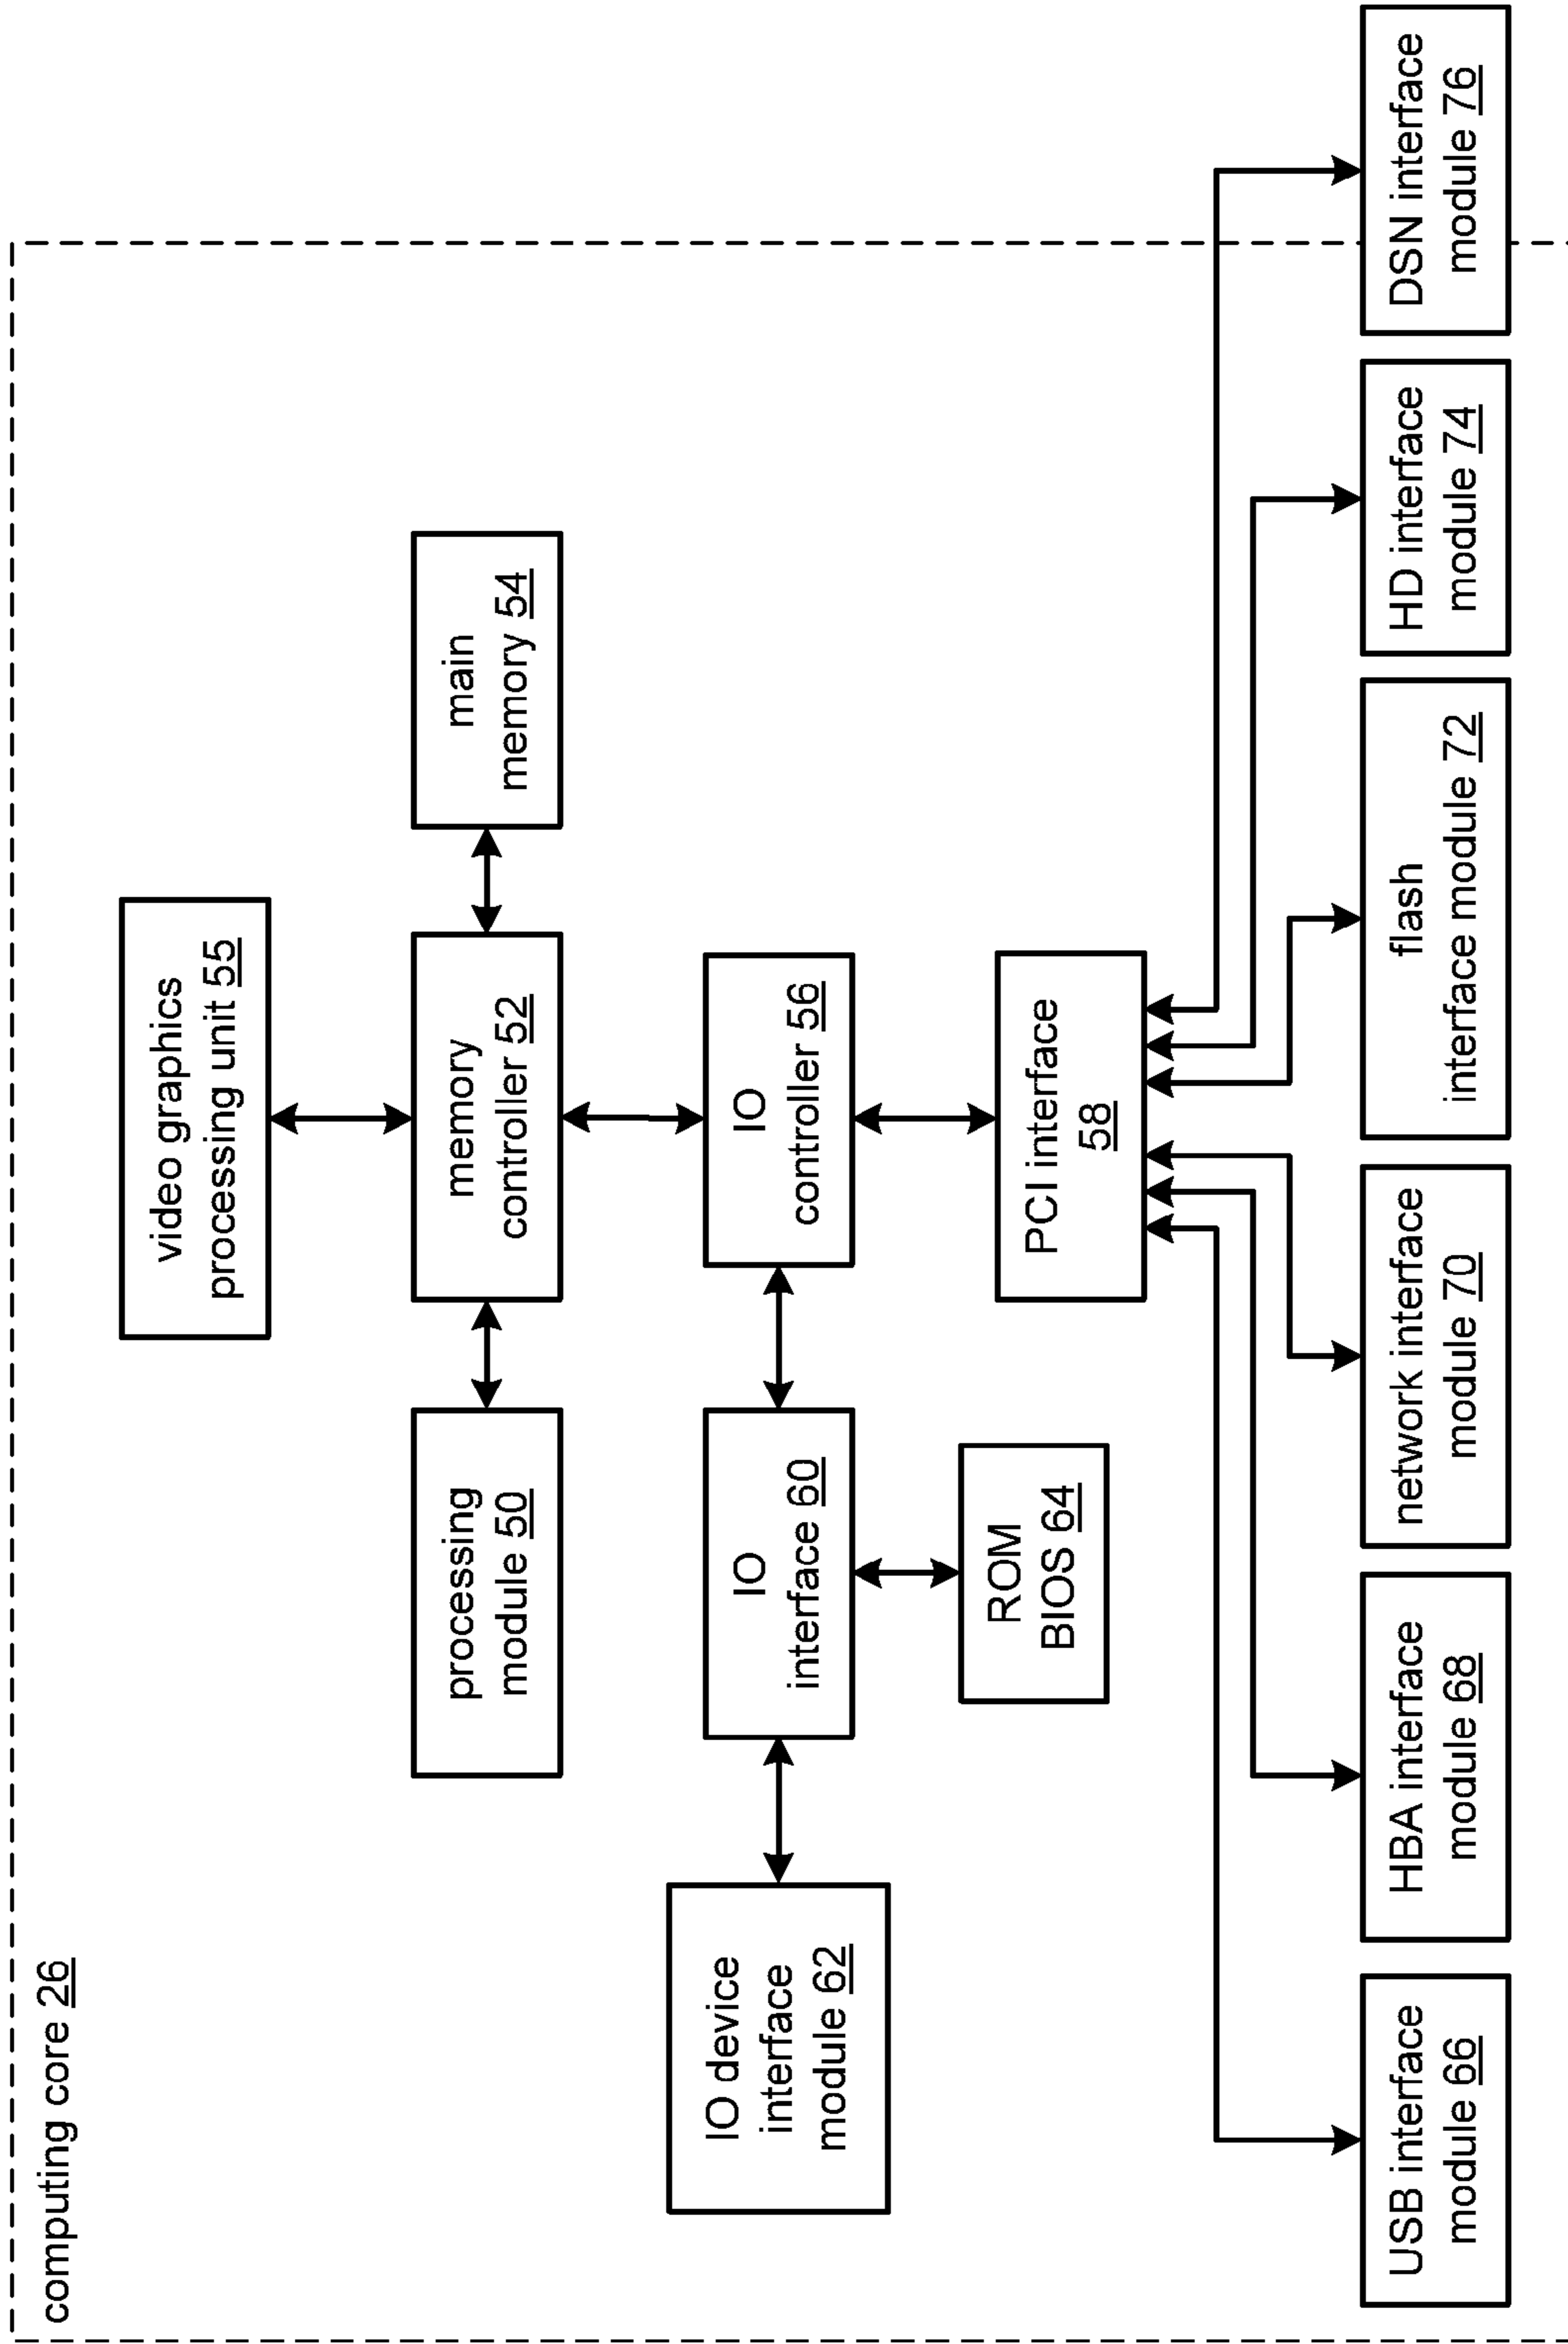 computing core 26
video graphics
processing unit 55
processing
module 50
memory
controller 52
main
memory 54
IO device
interface
module 62
IO
interface 60
IO
controller 56
ROM
BIOS 64
PCI interface
58
USB interface
module 66
HBA interface
module 68
network interface
module 70
flash
interface module 72
HD interface
module 74
DSN interface
module 76